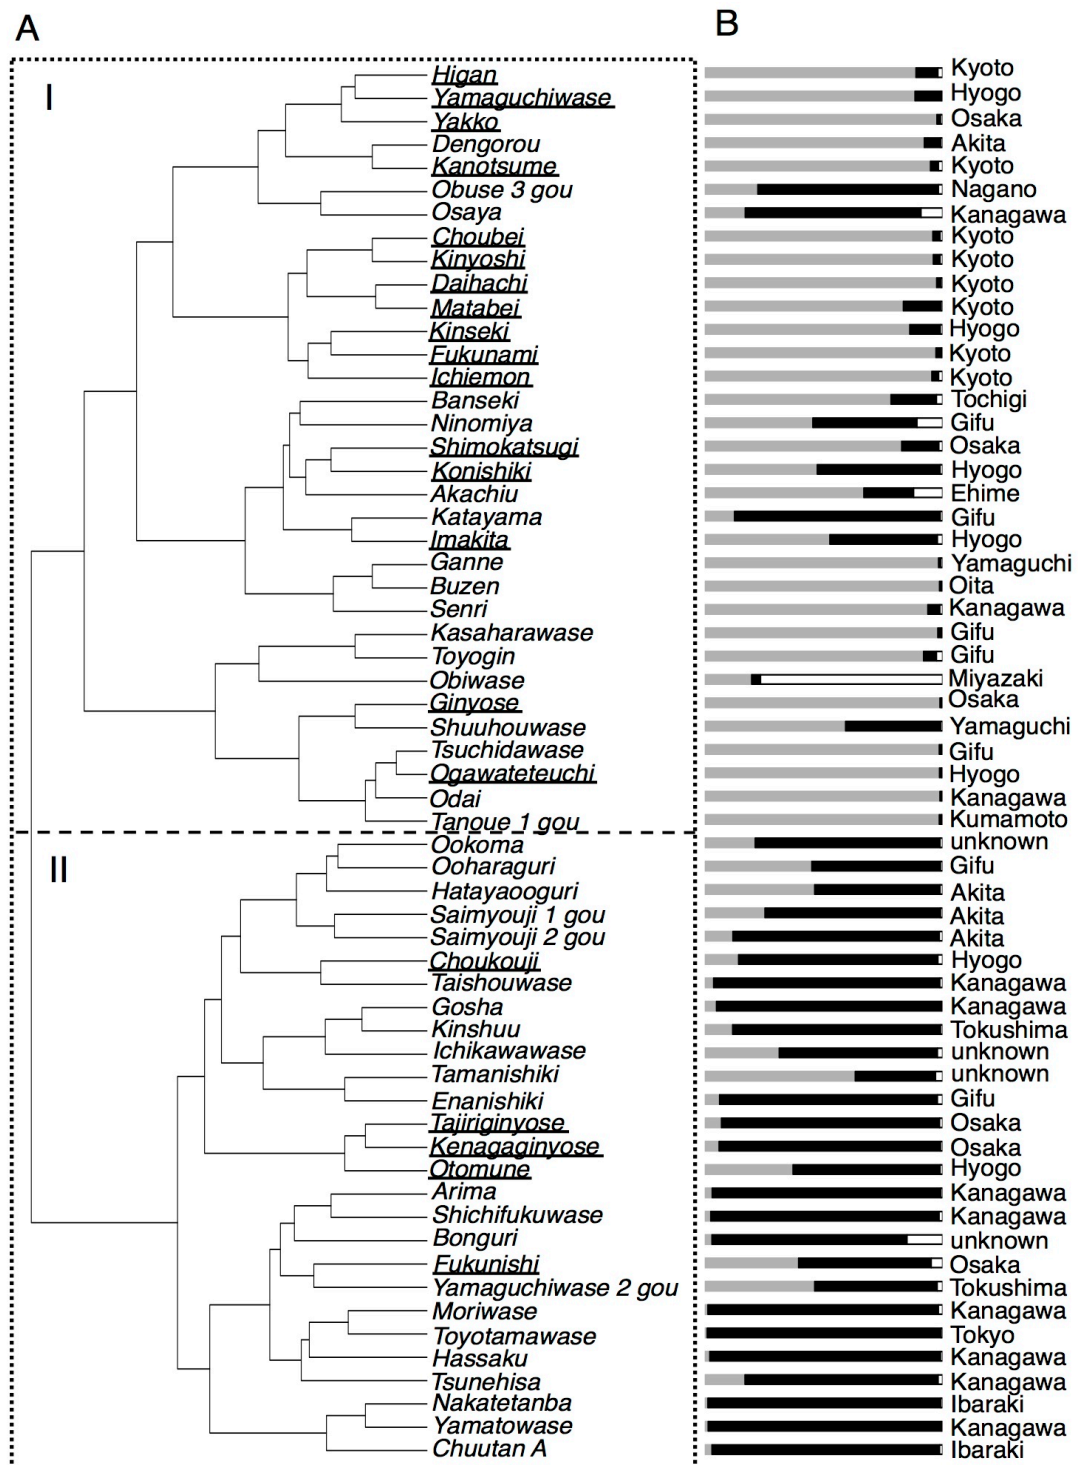 A
B
I
Higan Kyoto
Yamaguchiwase Hyogo
Yakko Osaka
Dengorou Akita
Kanotsume Kyoto
Obuse 3 gou Nagano
Osaya Kanagawa
Choubei Kyoto
Kinyoshi Kyoto
Daihachi Kyoto
Matabei Kyoto
Kinseki Hyogo
Fukunami Kyoto
Ichiemon Kyoto
Banseki Tochigi
Ninomiya Gifu
Shimokatsugi Osaka
Konishiki Hyogo
Akachiu Ehime
Katayama Gifu
Imakita Hyogo
Ganne Yamaguchi
Buzen Oita
Senri Kanagawa
Kasaharawase Gifu
Toyogin Gifu
Obiwase Miyazaki
Ginyose Osaka
Shuuhouwase Yamaguchi
Tsuchidawase Gifu
Ogawateteuchi Hyogo
Odai Kanagawa
Tanoue 1 gou Kumamoto
II
Ookoma unknown
Ooharaguri Gifu
Hatayaooguri Akita
Saimyouji 1 gou Akita
Saimyouji 2 gou Akita
Choukouji Hyogo
Taishouwase Kanagawa
Gosha Kanagawa
Kinshuu Tokushima
Ichikawawase unknown
Tamanishiki unknown
Enanishiki Gifu
Tajiriginyose Osaka
Kenagaginyose Osaka
Otomune Hyogo
Arima Kanagawa
Shichifukuwase Kanagawa
Bonguri unknown
Fukunishi Osaka
Yamaguchiwase 2 gou Tokushima
Moriwase Kanagawa
Toyotamawase Tokyo
Hassaku Kanagawa
Tsunehisa Kanagawa
Nakatetanba Ibaraki
Yamatowase Kanagawa
Chuutan A Ibaraki